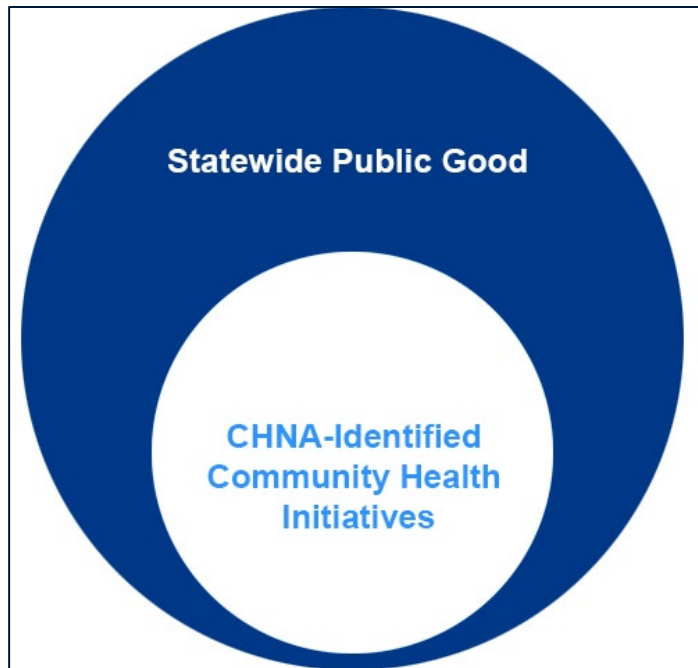 Statewide Public Good
CHNA-Identified
Community Health
Initiatives